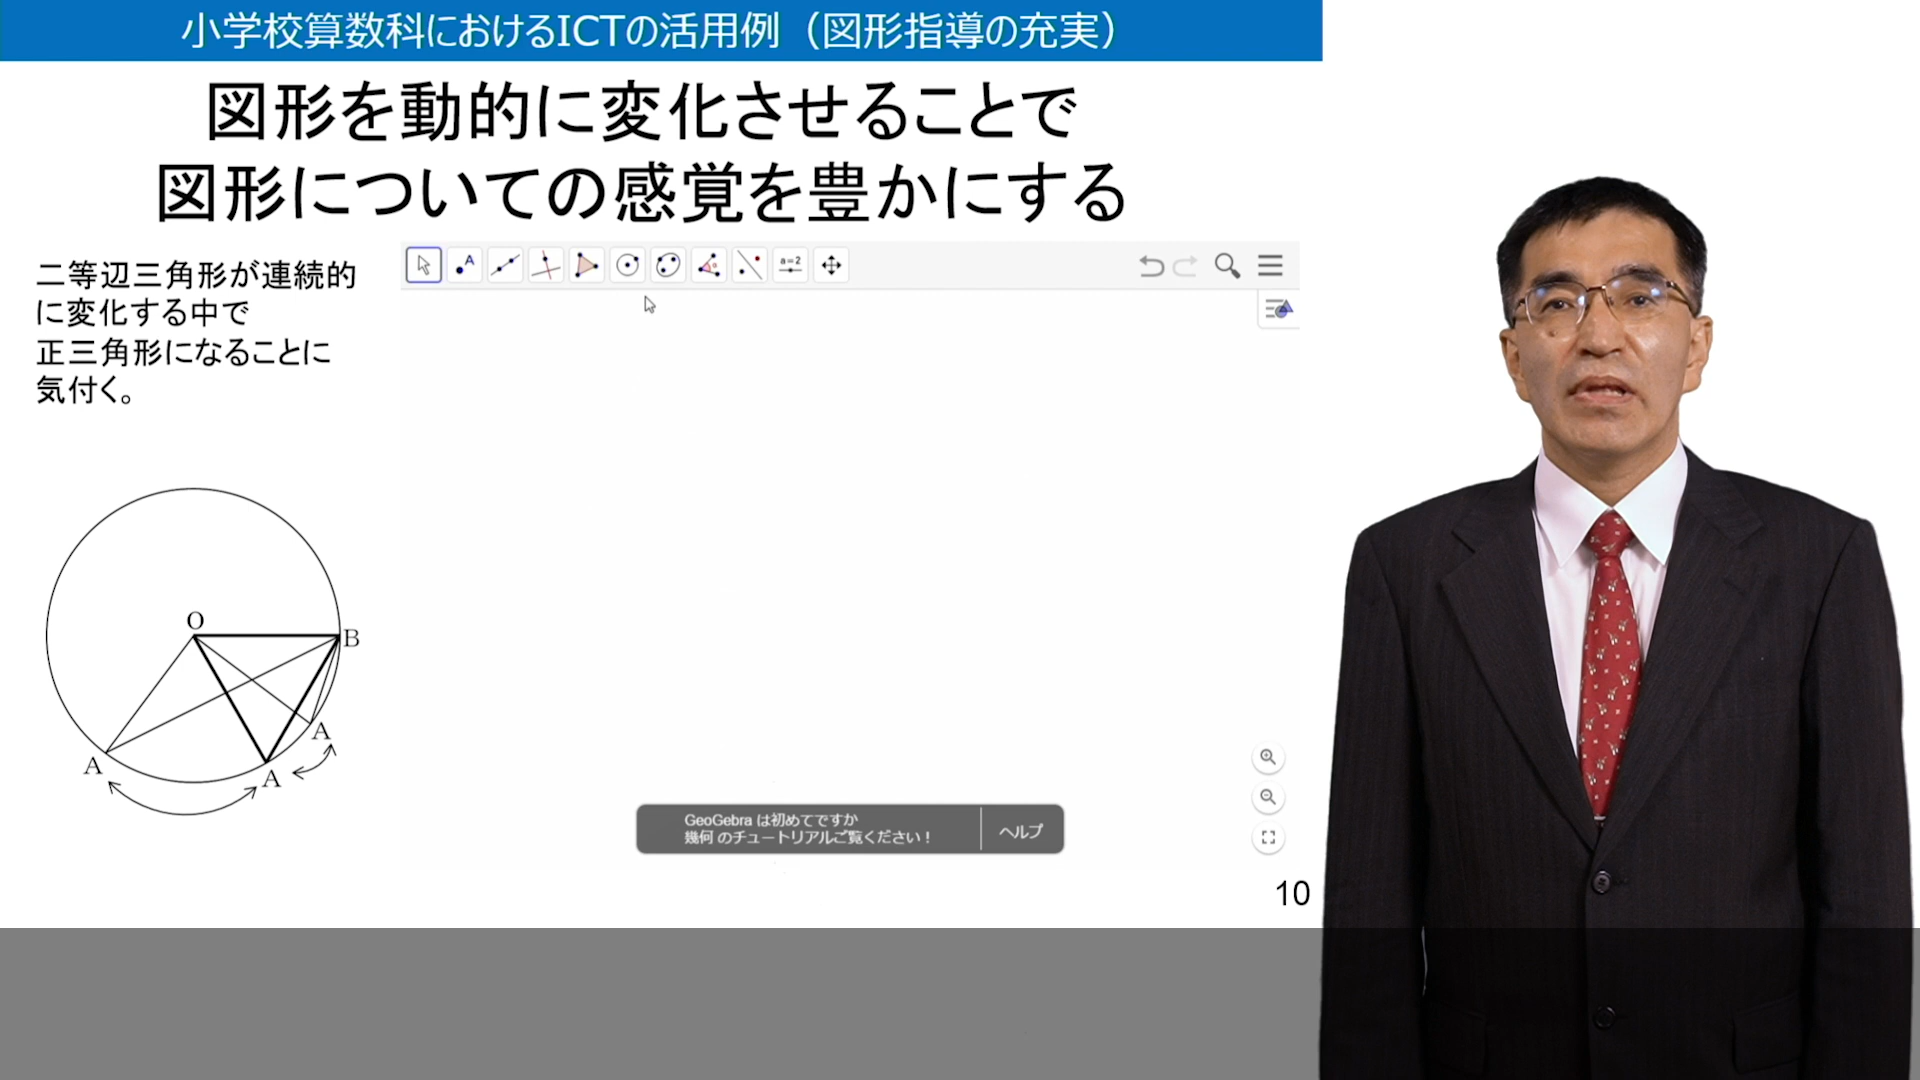 小学校算数科におけるICTの活用例（図形指導の充実）
図形を動的に変化させることで
図形についての感覚を豊かにする
二等辺三角形が連続的
に変化する中で
正三角形になることに
気付く。
A
a=2
O
B
A
A
A
GeoGebra は初めてですか
幾何 のチュートリアルご覧ください！
ヘルプ
10